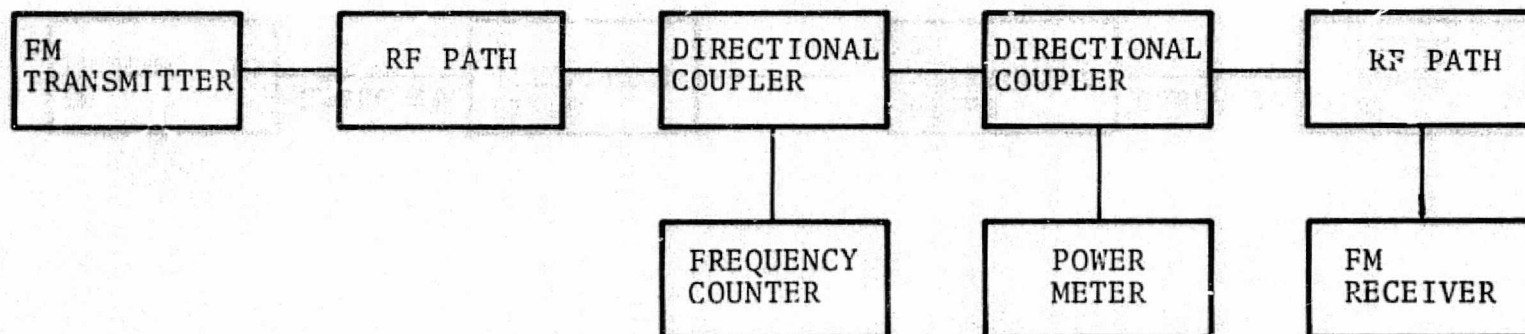 FM
TRANSMITTER
RF PATH
DIRECTIONAL
COUPLER
DIRECTIONAL
COUPLER
RF PATH
FREQUENCY
COUNTER
POWER
METER
FM
RECEIVER